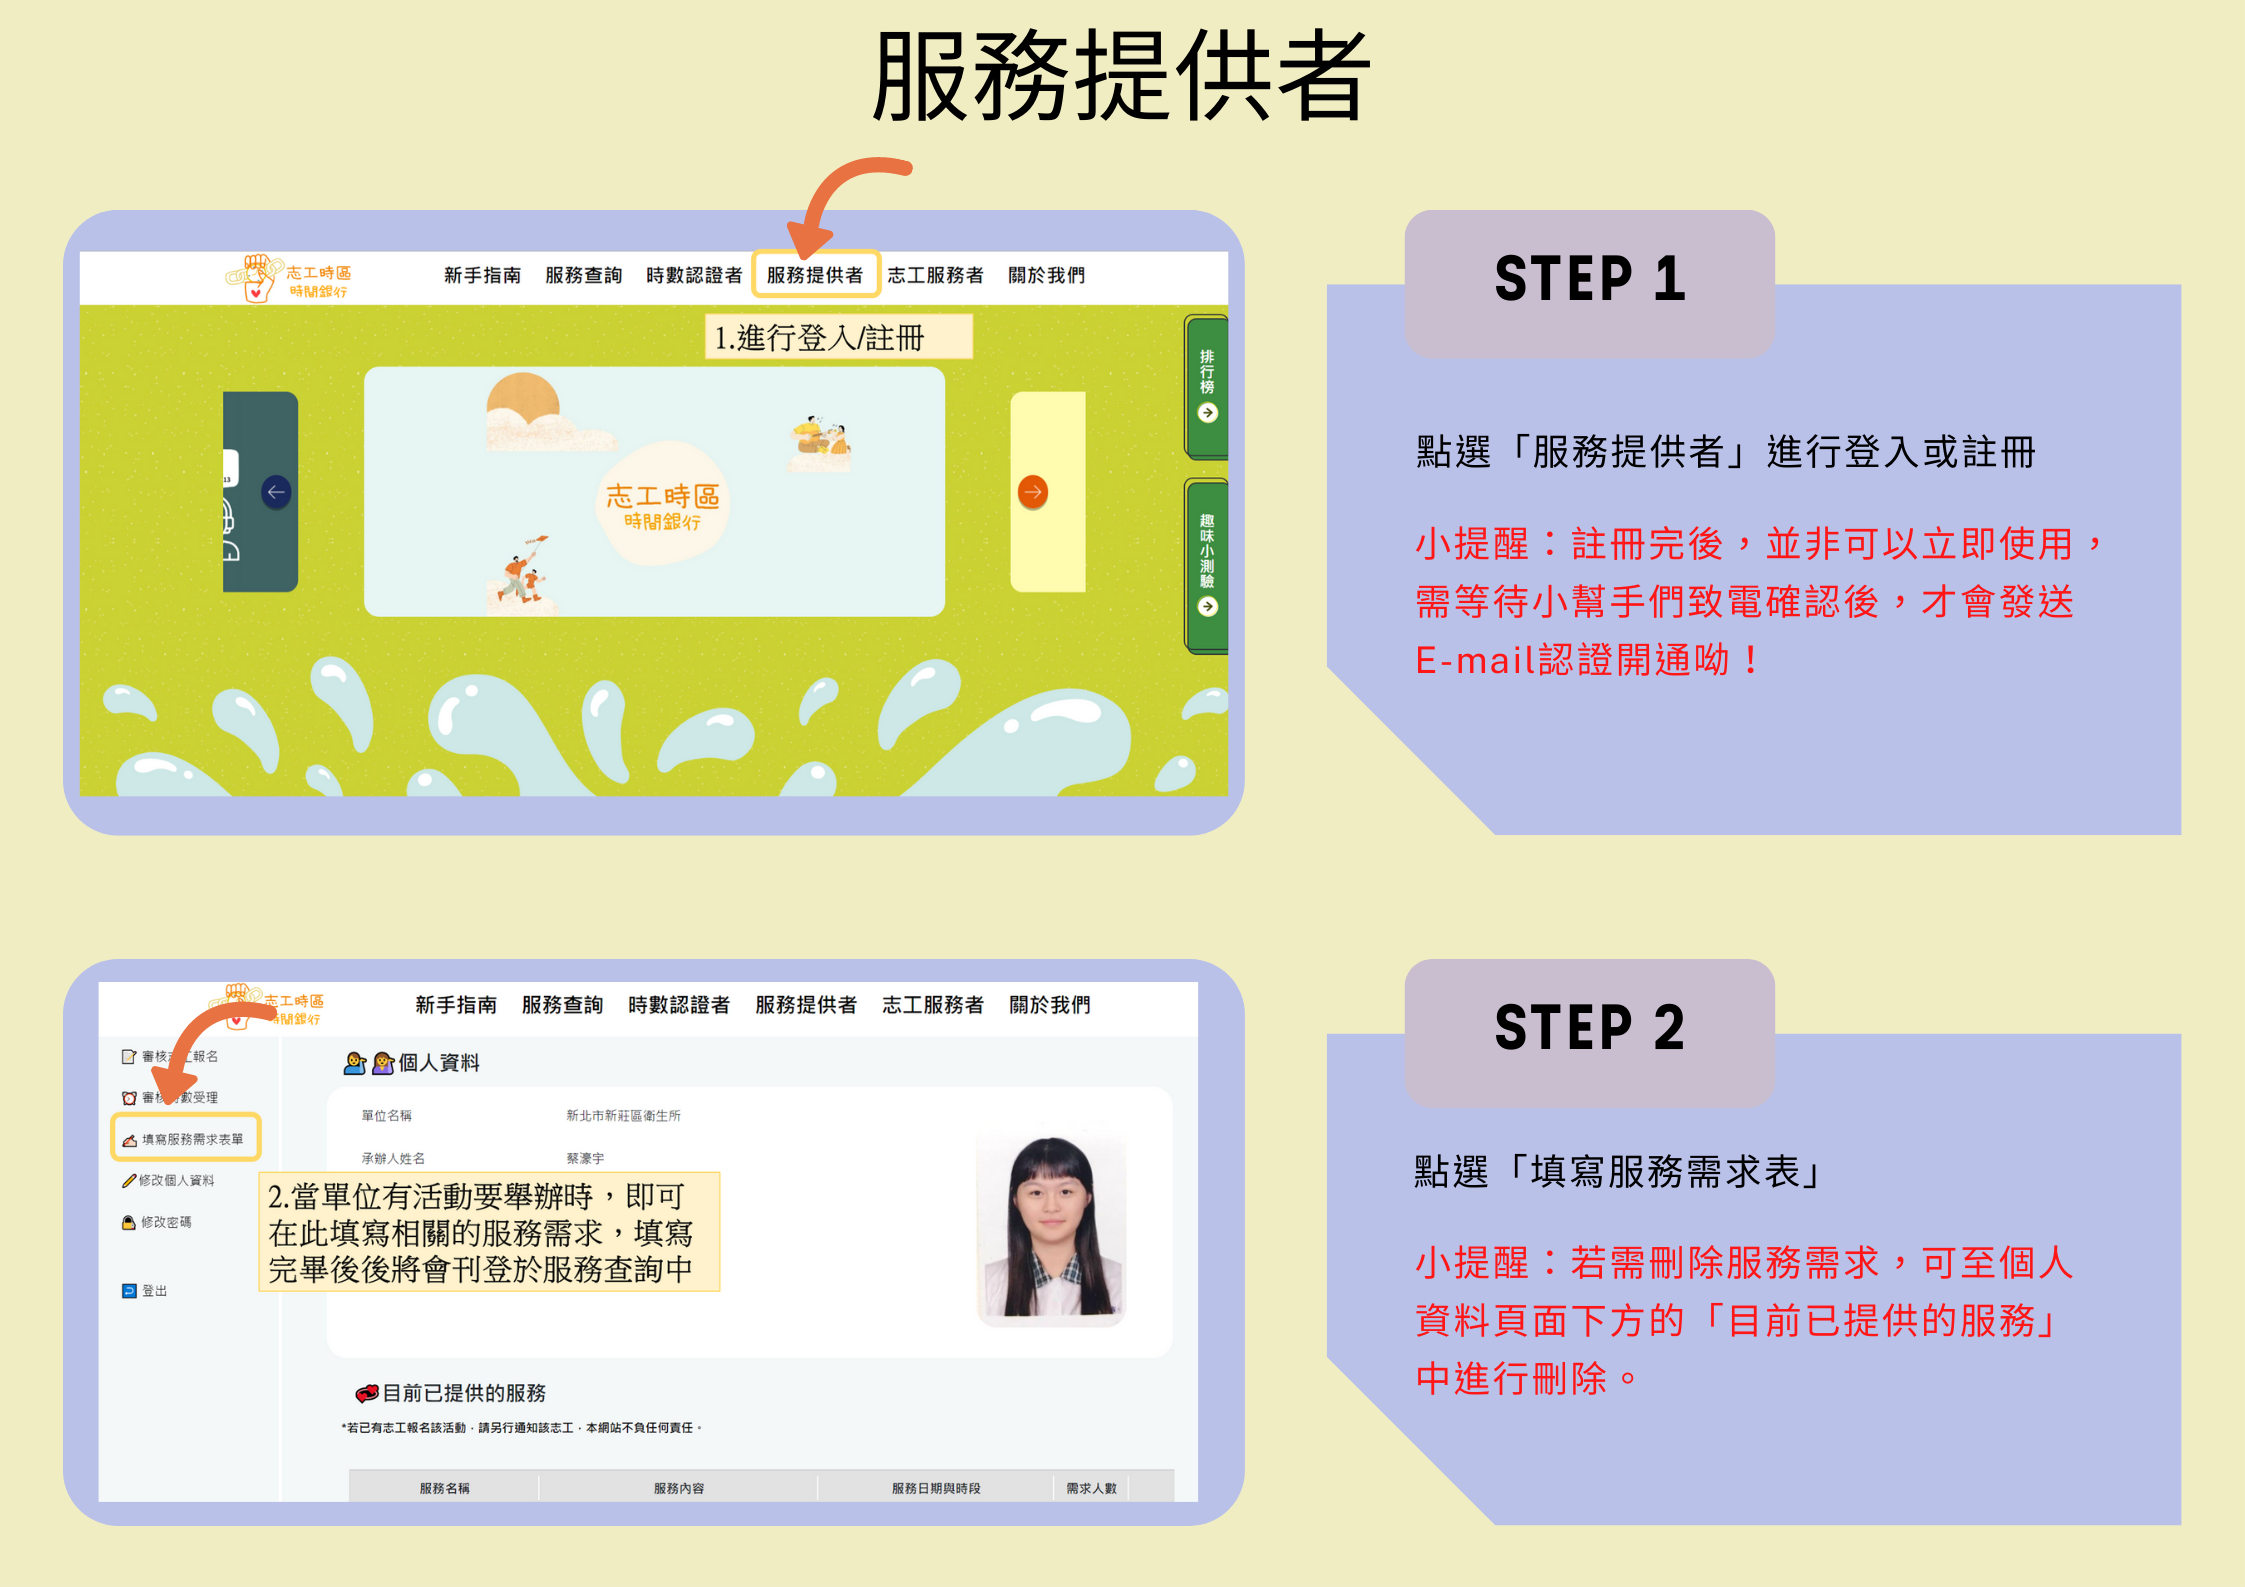 服務提供者
志工時區
時間銀行
新手指南 服務查詢 時數認證者 服務提供者 志工服務者 關於我們
1.進行登入/註冊
排行榜
志工時區
時間銀行
趣味小測驗
STEP 1
點選「服務提供者」進行登入或註冊
小提醒：註冊完後，並非可以立即使用，
需等待小幫手們致電確認後，才會發送
E-mail認證開通呦！
志工時區
時間銀行
新手指南 服務查詢 時數認證者 服務提供者 志工服務者 關於我們
審核志工報名
審核時數受理
填寫服務需求表單
修改個人資料
修改密碼
登出
個人資料
單位名稱 新北市新莊區衛生所
承辦人姓名 蔡濠宇
2.當單位有活動要舉辦時，即可
在此填寫相關的服務需求，填寫
完畢後後將會刊登於服務查詢中
目前已提供的服務
*若已有志工報名該活動，請另行通知該志工，本網站不負任何責任。
服務名稱 服務內容 服務日期與時段 需求人數
STEP 2
點選「填寫服務需求表」
小提醒：若需刪除服務需求，可至個人
資料頁面下方的「目前已提供的服務」
中進行刪除。